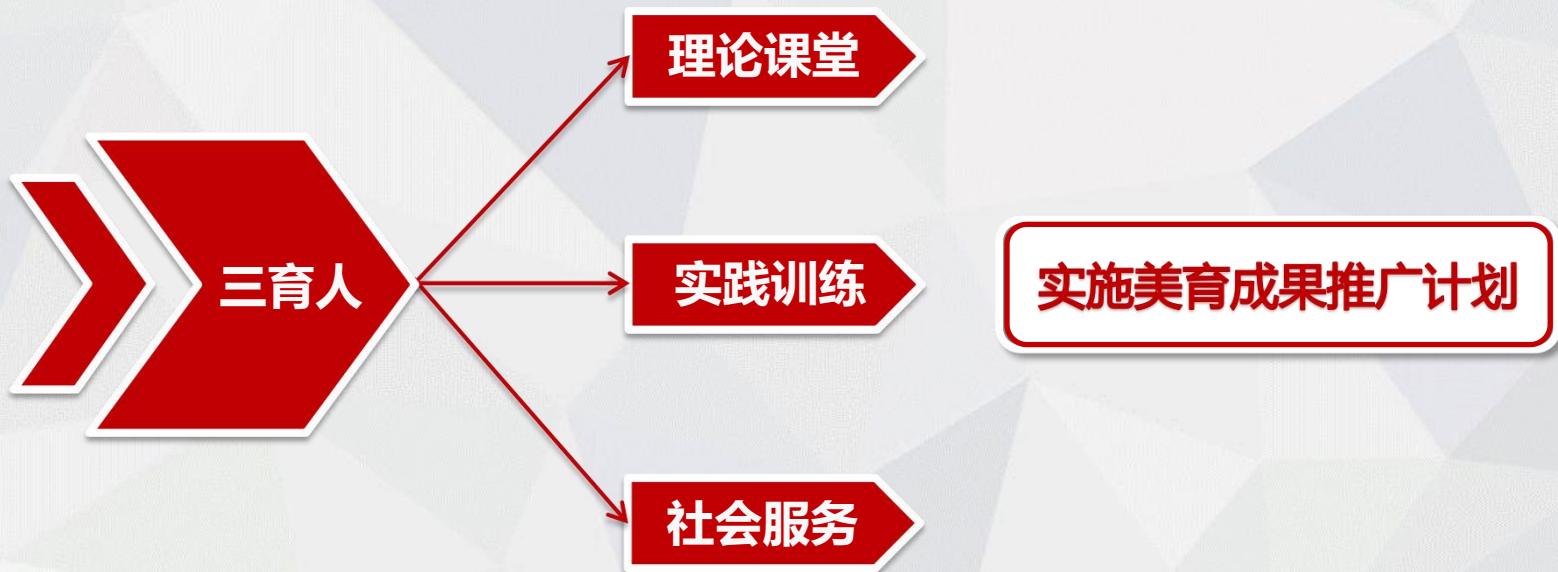 理论课堂
三育人
实践训练
实施美育成果推广计划
社会服务